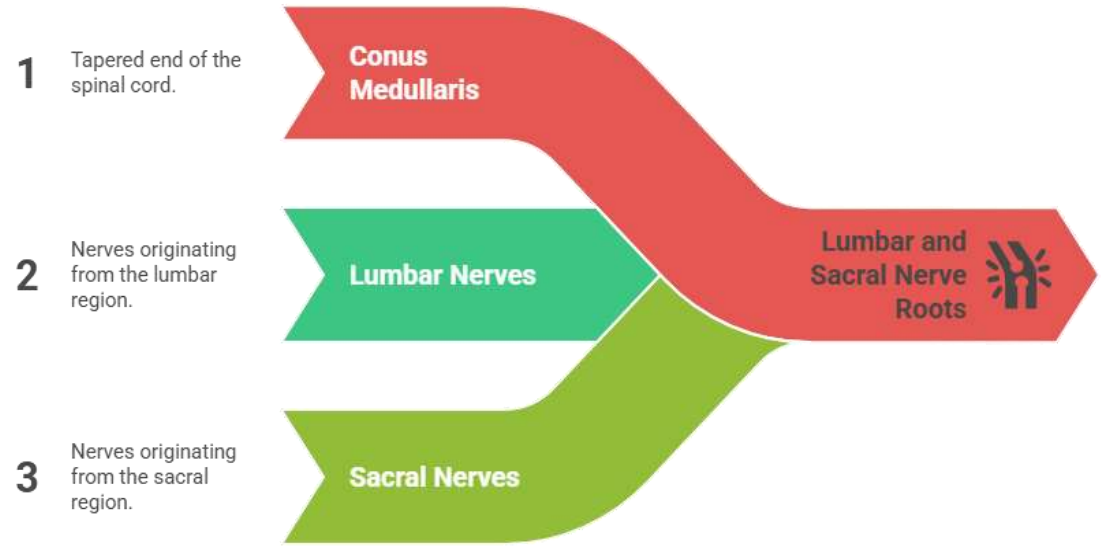 1
Tapered end of the
spinal cord.
Conus
Medullaris
2
Nerves originating
from the lumbar
region.
Lumbar Nerves
Lumbar and
Sacral Nerve
Roots
3
Nerves originating
from the sacral
region.
Sacral Nerves